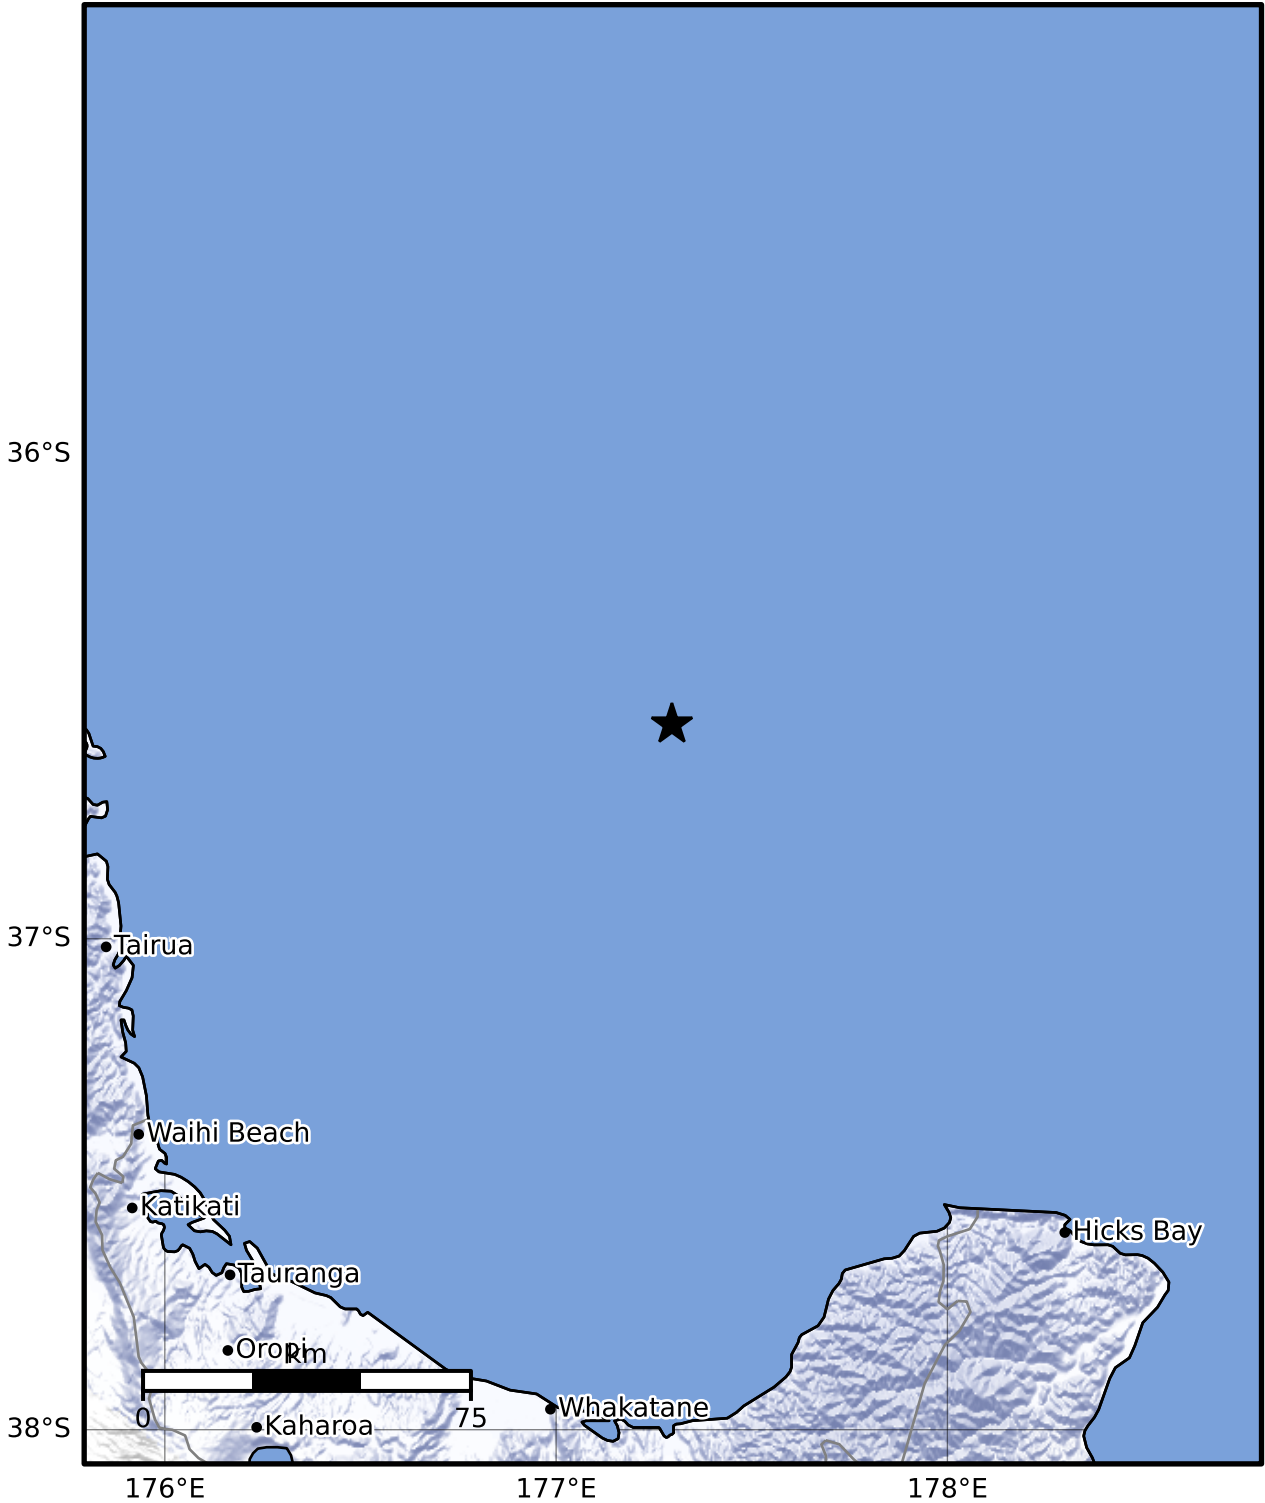 36°S
37°S
Tairua
Waihi Beach
Katikati
Hicks Bay
Tauranga
Oropi
km
Whakatane
0
75
Kaharoa
38°S
176°E
177°E
178°E